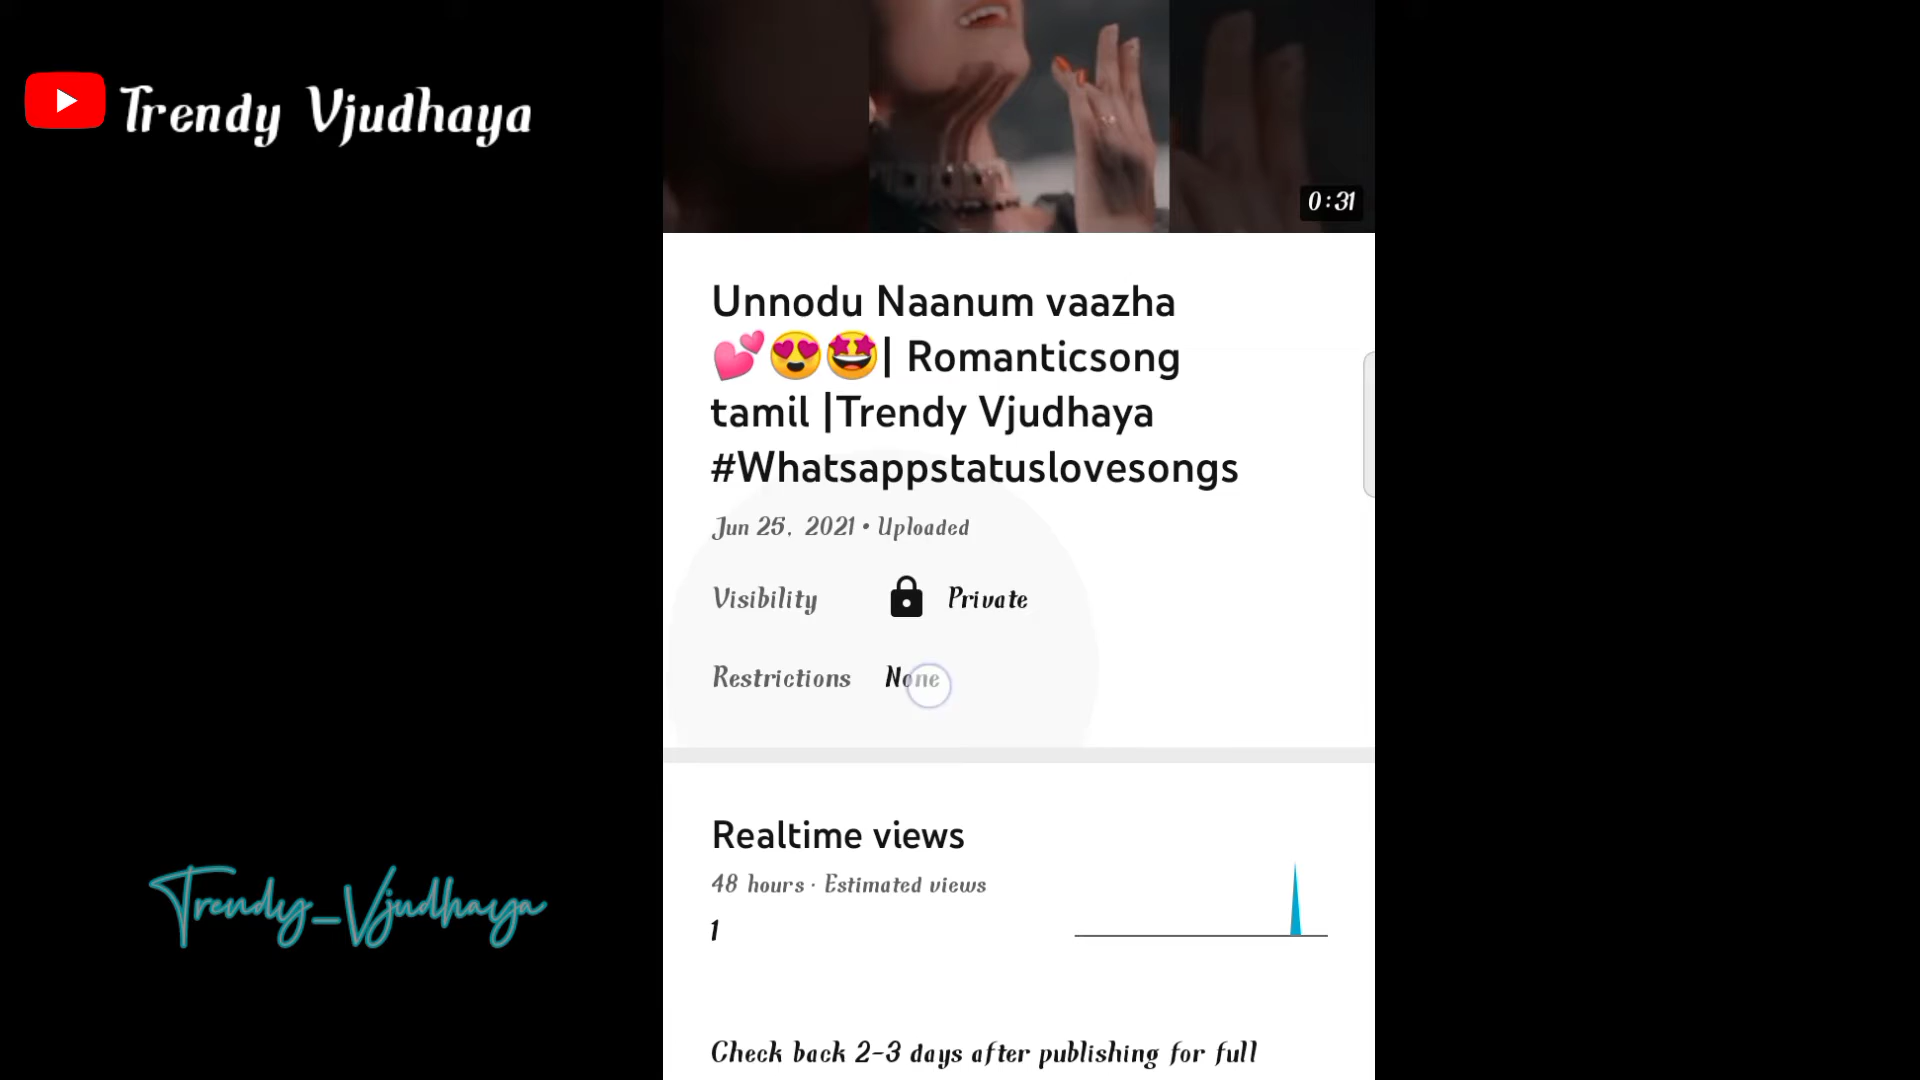 Trendy Vjudhaya
0:31
Unnodu Naanum vaazha
💕😍🤩| Romanticsong
tamil |Trendy Vjudhaya
#Whatsappstatuslovesongs
Jun 25, 2021 • Uploaded
Visibility Private
Restrictions None
Realtime views
48 hours · Estimated views
1
Trendy_Vjudhaya
Check back 2-3 days after publishing for full